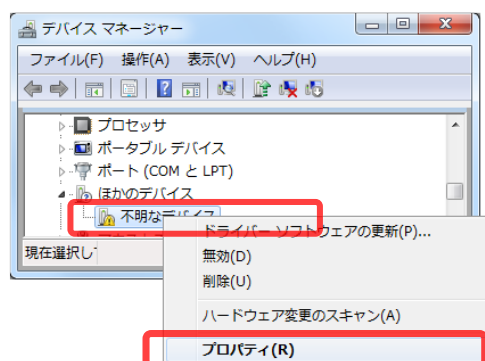 デバイス マネージャー
ファイル(F) 操作(A) 表示(V) ヘルプ(H)
プロセッサ
ポータブル デバイス
ポート (COM と LPT)
ほかのデバイス
不明なデバイス
ドライバー ソフトウェアの更新(P)...
現在選択し
無効(D)
削除(U)
ハードウェア変更のスキャン(A)
プロパティ(R)